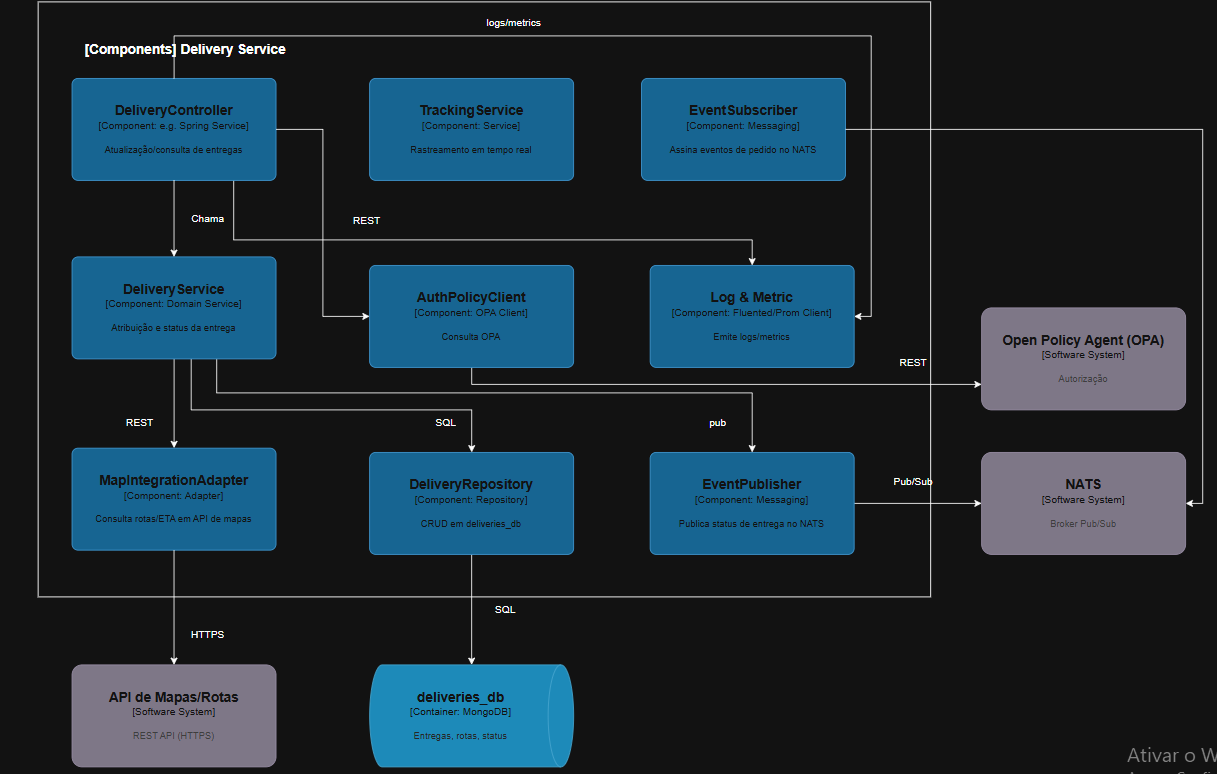 logs/metrics
[Components] Delivery Service
DeliveryController
[Component: e.g. Spring Service]
Atualização/consulta de entregas
TrackingService
[Component: Service]
Rastreamento em tempo real
EventSubscriber
[Component: Messaging]
Assina eventos de pedido no NATS
Chama
REST
DeliveryService
[Component: Domain Service]
Atribuição e status da entrega
AuthPolicyClient
[Component: OPA Client]
Consulta OPA
Log & Metric
[Component: Fluented/Prom Client]
Emite logs/metrics
REST
Open Policy Agent (OPA)
[Software System]
Autorização
REST
SQL
pub
MapIntegrationAdapter
[Component: Adapter]
Consulta rotas/ETA em API de mapas
DeliveryRepository
[Component: Repository]
CRUD em deliveries_db
EventPublisher
[Component: Messaging]
Publica status de entrega no NATS
Pub/Sub
NATS
[Software System]
Broker Pub/Sub
SQL
HTTPS
API de Mapas/Rotas
[Software System]
REST API (HTTPS)
deliveries_db
[Container: MongoDB]
Entregas, rotas, status
Ativar o W